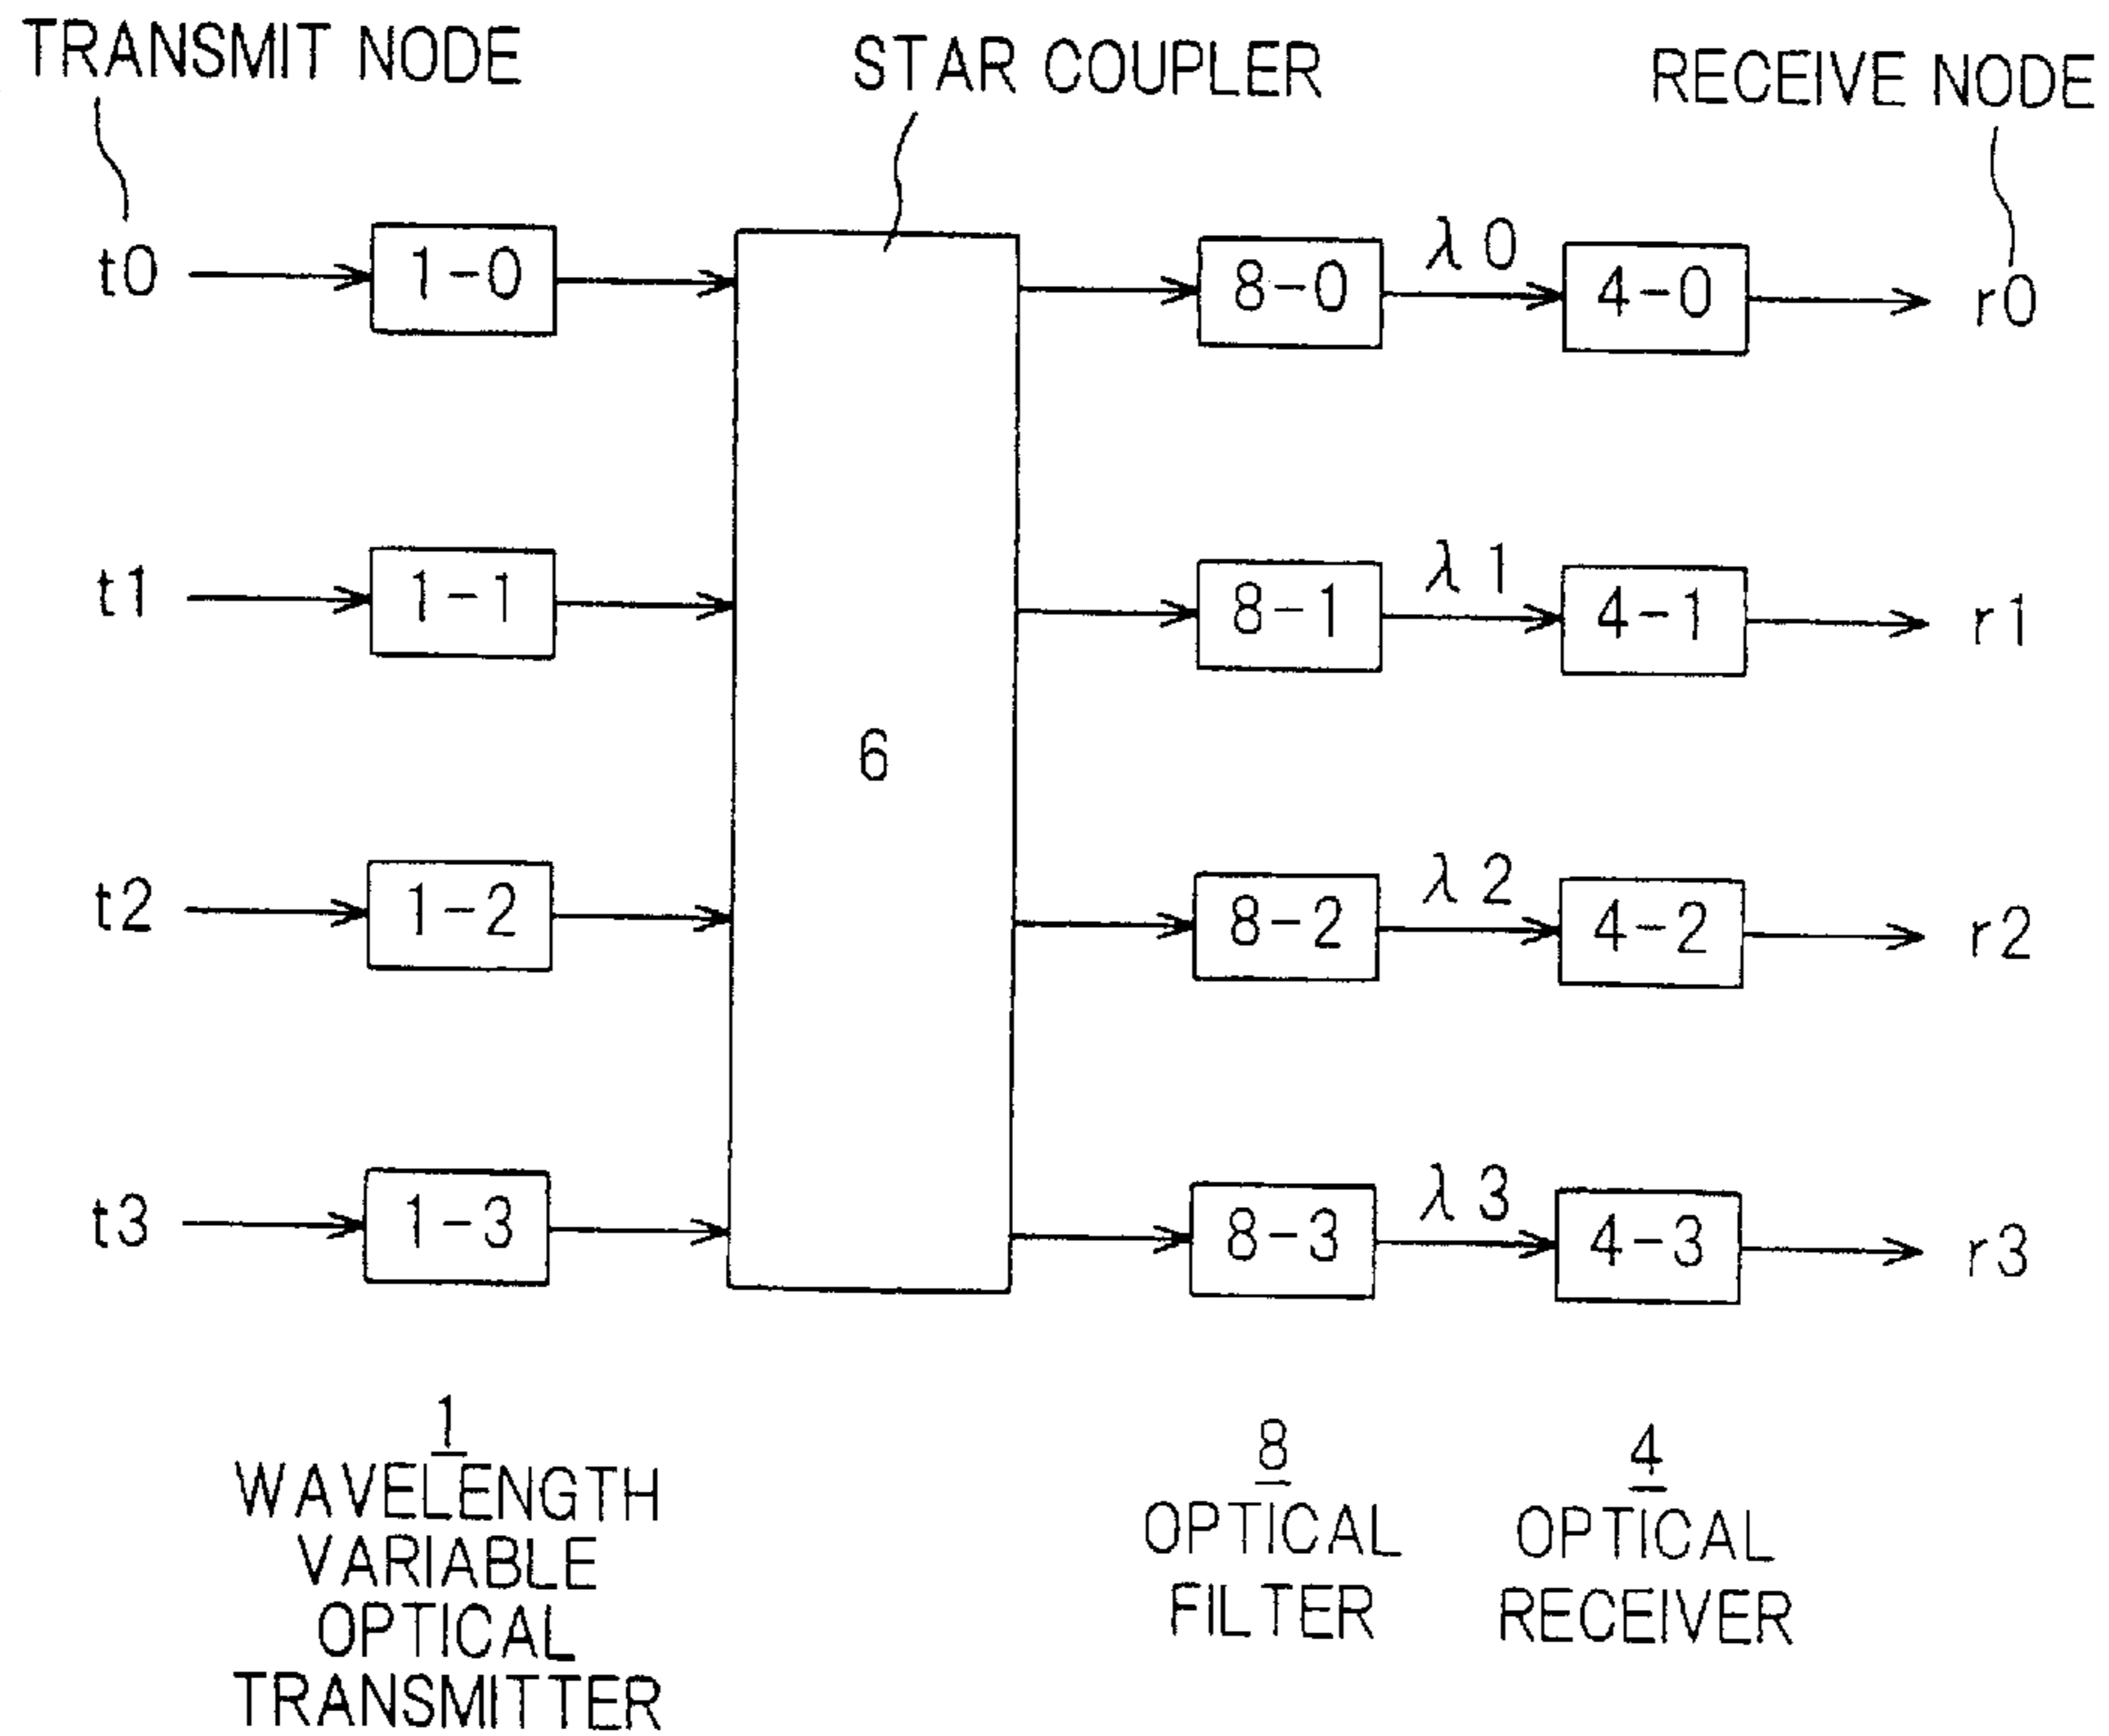 TRANSMIT NODE
STAR COUPLER
RECEIVE NODE
t0 1-0 8-0 λ0 4-0 r0
t1 1-1 8-1 λ1 4-1 r1
6
t2 1-2 8-2 λ2 4-2 r2
t3 1-3 8-3 λ3 4-3 r3
1
WAVELENGTH
VARIABLE
OPTICAL
TRANSMITTER
8
OPTICAL
FILTER
4
OPTICAL
RECEIVER